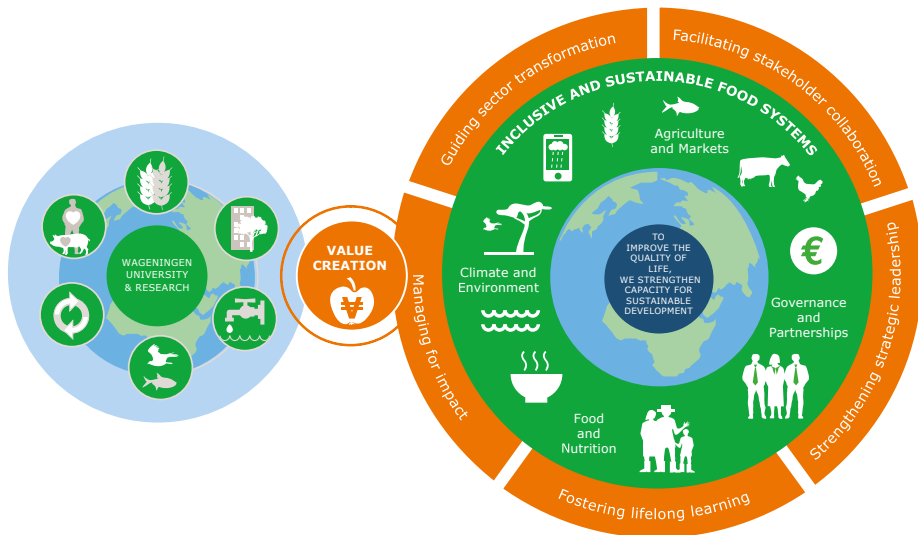 WAGENINGEN
UNIVERSITY
& RESEARCH
VALUE
CREATION
Guiding sector transformation
Facilitating stakeholder collaboration
Strengthening strategic leadership
Fostering lifelong learning
Managing for impact
INCLUSIVE AND SUSTAINABLE FOOD SYSTEMS
Agriculture
and Markets
Climate and
Environment
Governance
and
Partnerships
Food
and
Nutrition
€
TO
IMPROVE THE
QUALITY OF
LIFE,
WE STRENGTHEN
CAPACITY FOR
SUSTAINABLE
DEVELOPMENT